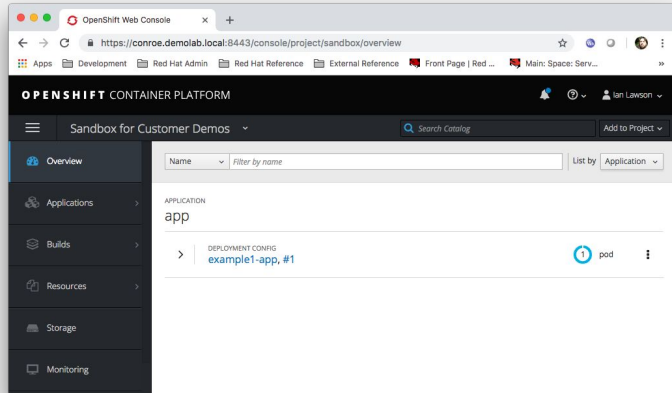 OpenShift Web Console
https://conroe.demolab.local:8443/console/project/sandbox/overview
Apps Development Red Hat Admin Red Hat Reference External Reference Front Page | Red ... Main: Space: Serv...
OPENSHIFT CONTAINER PLATFORM
Ian Lawson
Sandbox for Customer Demos
Search Catalog
Add to Project
Overview
Name
Filter by name
List by
Application
Applications
APPLICATION
app
Builds
DEPLOYMENT CONFIG
example1-app, #1
1 pod
Resources
Storage
Monitoring